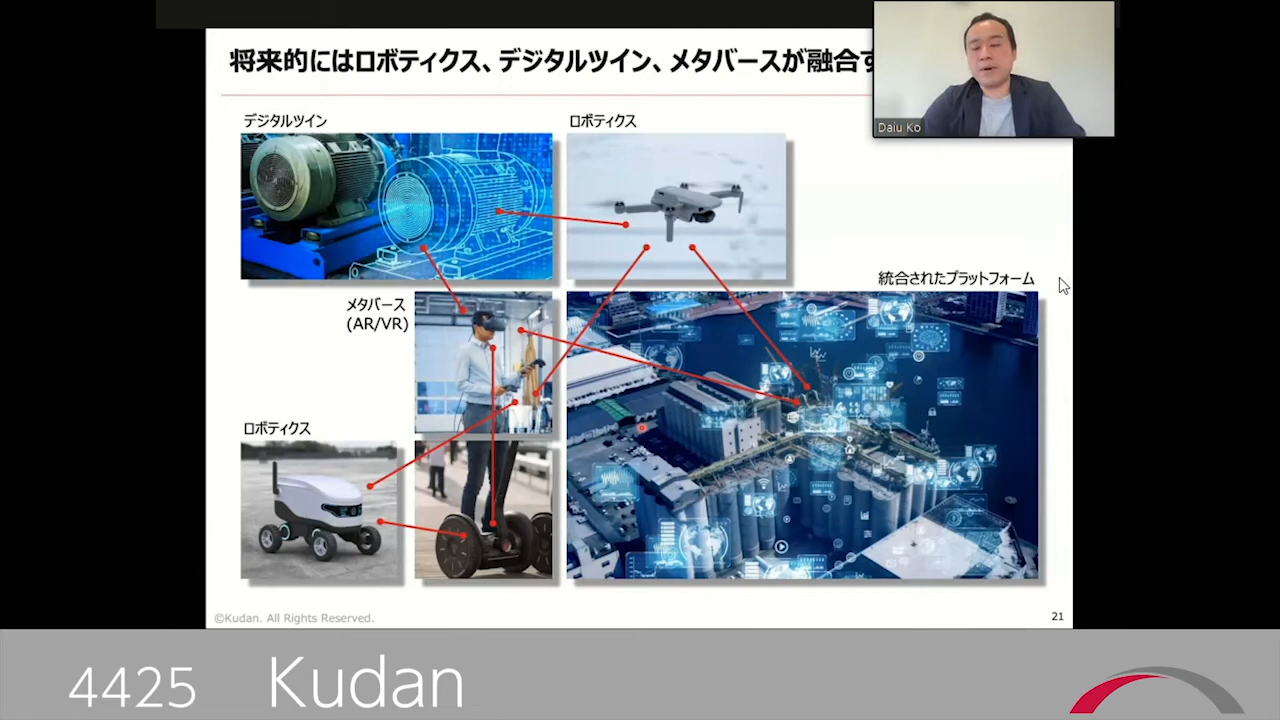 将来的にはロボティクス、デジタルツイン、メタバースが融合す
Daiu Ko
デジタルツイン
ロボティクス
統合されたプラットフォーム
メタバース
(AR/VR)
ロボティクス
©Kudan. All Rights Reserved.
21
4425 Kudan